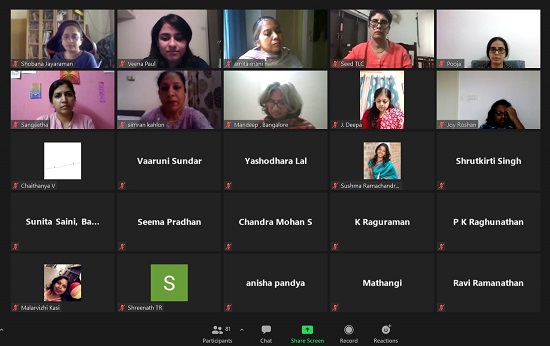 Shobana Jayaraman
Veena Paul
Seed TLC
Pooja
Sangeetha
simran kahlon
Mandeep , Bangalore
J. Deepa
Joy Roshan
Chaithanya V
Vaaruni Sundar
Yashodhara Lal
Sushma Ramachandr...
Shrutkirti Singh
Sunita Saini, Ba...
Seema Pradhan
Chandra Mohan S
K Raguraman
P K Raghunathan
Malarvizhi Kasi
S
Shreenath TR
anisha pandya
Mathangi
Ravi Ramanathan
81
Participants
Chat
Share Screen
Record
Reactions